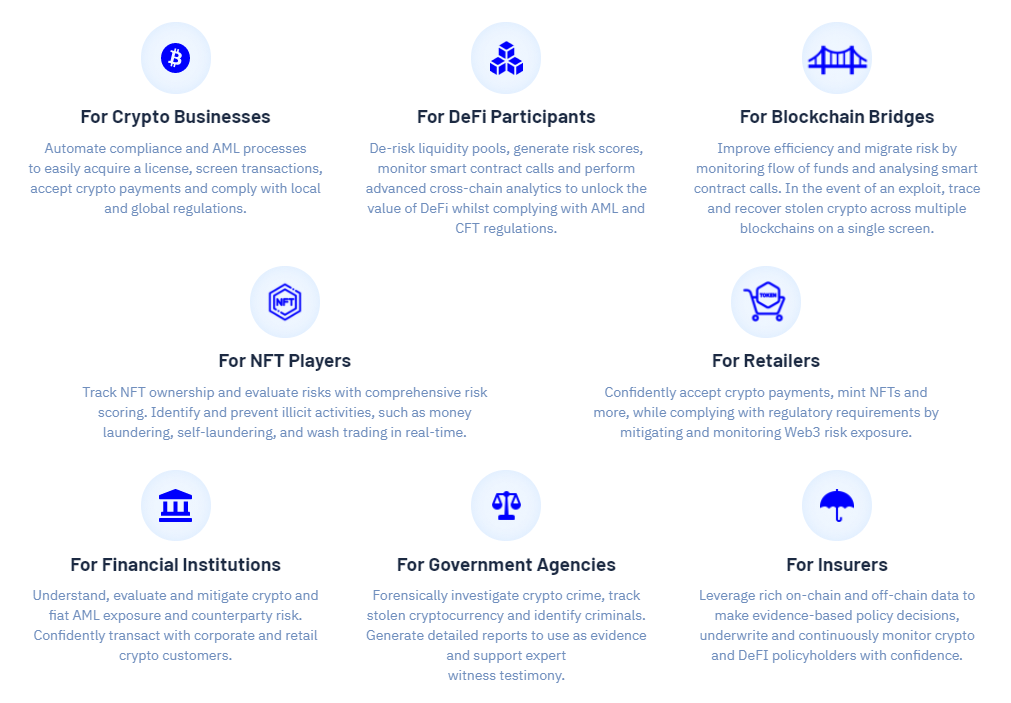 For Crypto Businesses
Automate compliance and AML processes
to easily acquire a license, screen transactions,
accept crypto payments and comply with local
and global regulations.
For DeFi Participants
De-risk liquidity pools, generate risk scores,
monitor smart contract calls and perform
advanced cross-chain analytics to unlock the
value of DeFi whilst complying with AML and
CFT regulations.
For Blockchain Bridges
Improve efficiency and migrate risk by
monitoring flow of funds and analysing smart
contract calls. In the event of an exploit, trace
and recover stolen crypto across multiple
blockchains on a single screen.
NFT
For NFT Players
Track NFT ownership and evaluate risks with comprehensive risk
scoring. Identify and prevent illicit activities, such as money
laundering, self-laundering, and wash trading in real-time.
TOKEN
For Retailers
Confidently accept crypto payments, mint NFTs and
more, while complying with regulatory requirements by
mitigating and monitoring Web3 risk exposure.
For Financial Institutions
Understand, evaluate and mitigate crypto and
fiat AML exposure and counterparty risk.
Confidently transact with corporate and retail
crypto customers.
For Government Agencies
Forensically investigate crypto crime, track
stolen cryptocurrency and identify criminals.
Generate detailed reports to use as evidence
and support expert
witness testimony.
For Insurers
Leverage rich on-chain and off-chain data to
make evidence-based policy decisions,
underwrite and continuously monitor crypto
and DeFI policyholders with confidence.